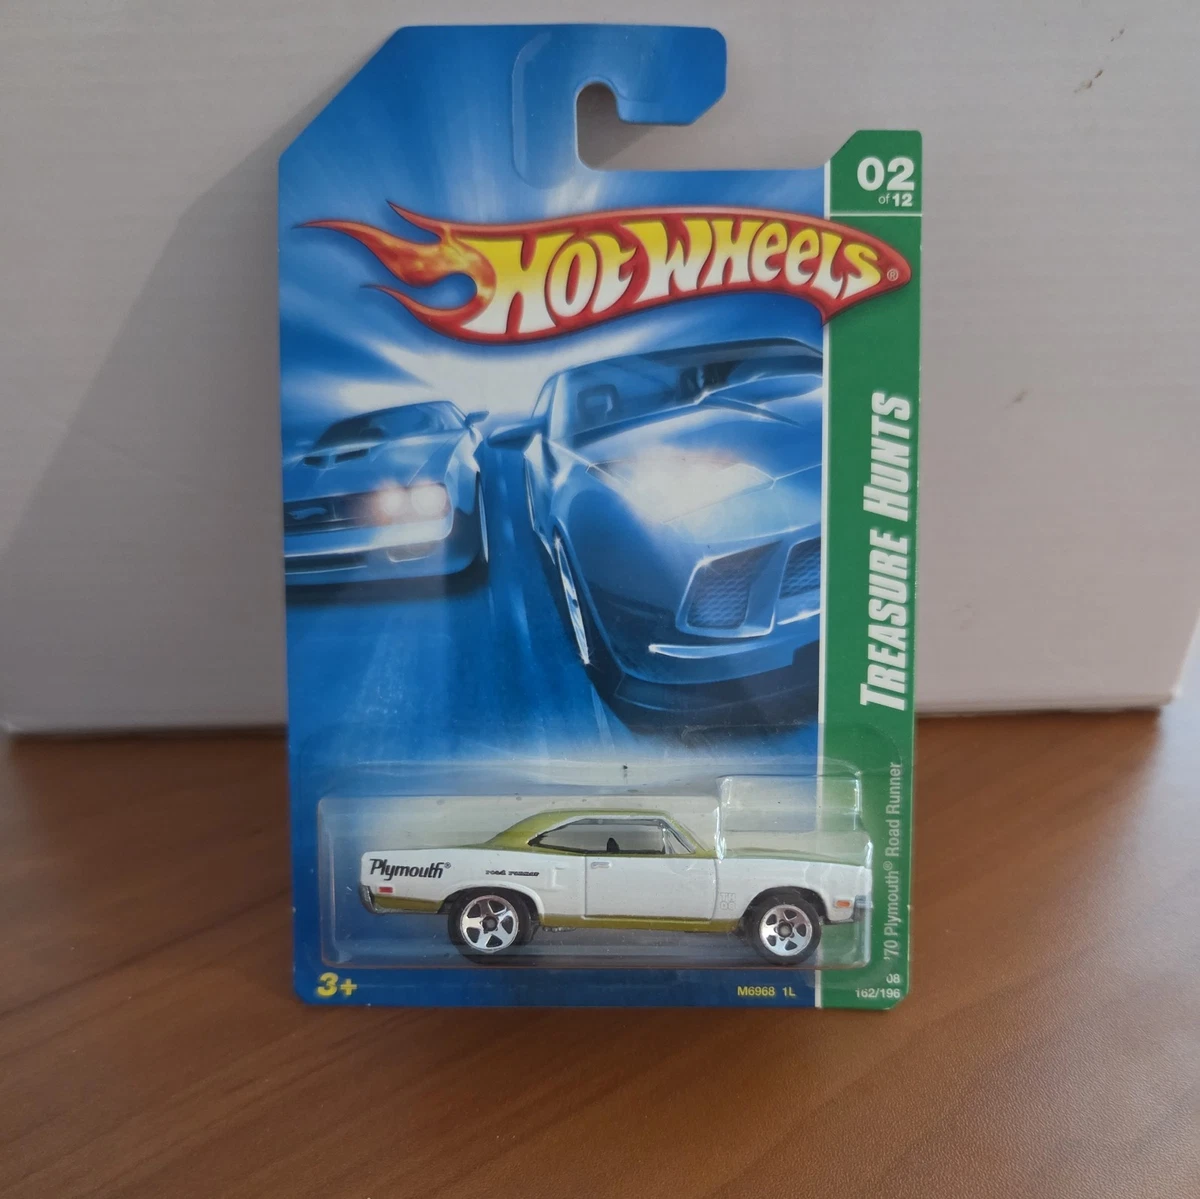 02
of 12
HOT WHEELS®
TREASURE HUNTS
'70 Plymouth® Road Runner
Plymouth®
road runner
3+
M6968 1L
08
162/196